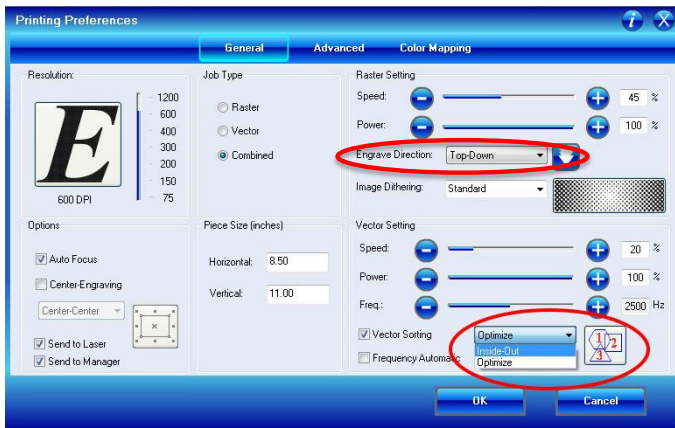 Printing Preferences
General
Advanced
Color Mapping
Resolution:
1200
600
400
300
200
150
75
600 DPI
Job Type
Raster
Vector
Combined
Raster Setting
Speed:
45 %
Power:
100 %
Engrave Direction:
Top-Down
Image Dithering:
Standard
Options
Auto Focus
Center-Engraving
Center-Center
Send to Laser
Send to Manager
Piece Size (inches)
Horizontal:
8.50
Vertical:
11.00
Vector Setting
Speed:
20 %
Power:
100 %
Freq.:
2500 Hz
Vector Sorting
Optimize
Inside-Out
Optimize
1
2
3
Frequency Automatic
OK
Cancel
E
i
X